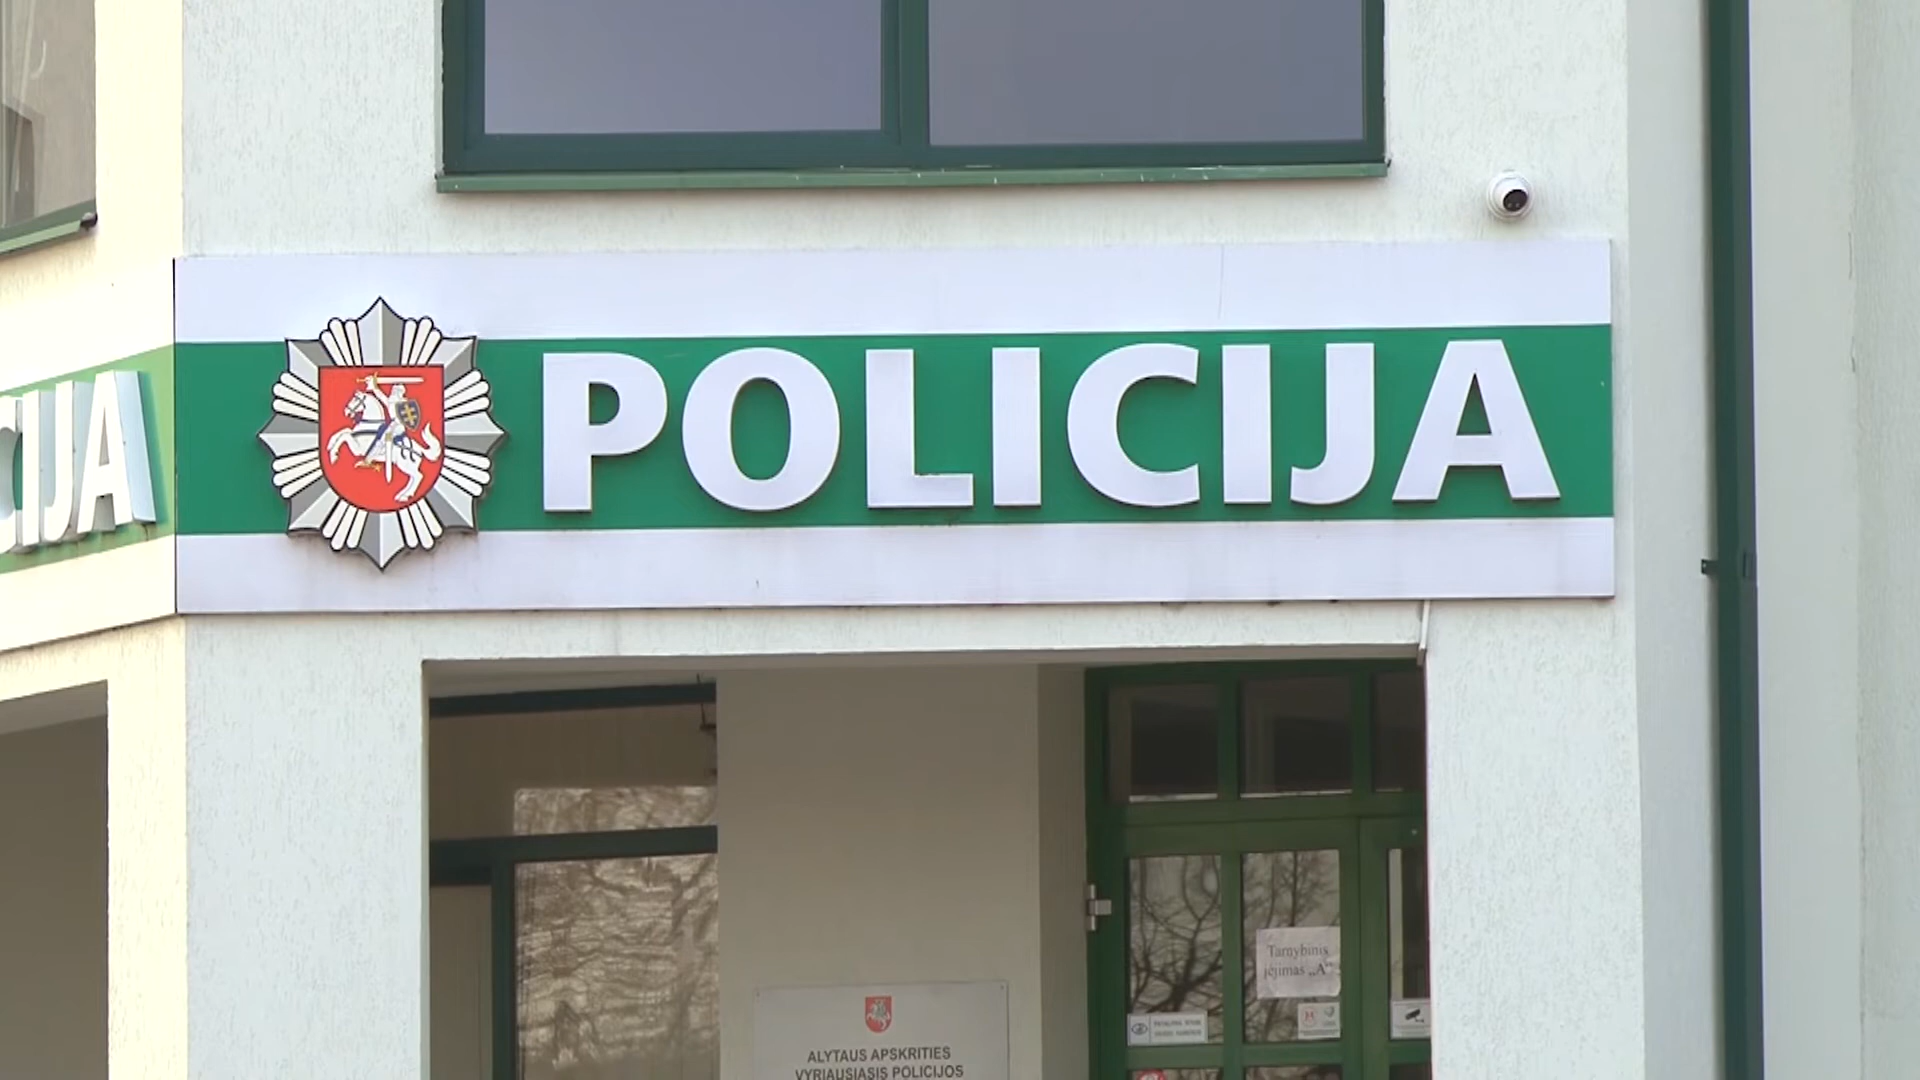 POLICIJA
CIJA
Tarnybinis
įėjimas „A“
ALYTAUS APSKRITIES
VYRIAUSIASIS POLICIJOS